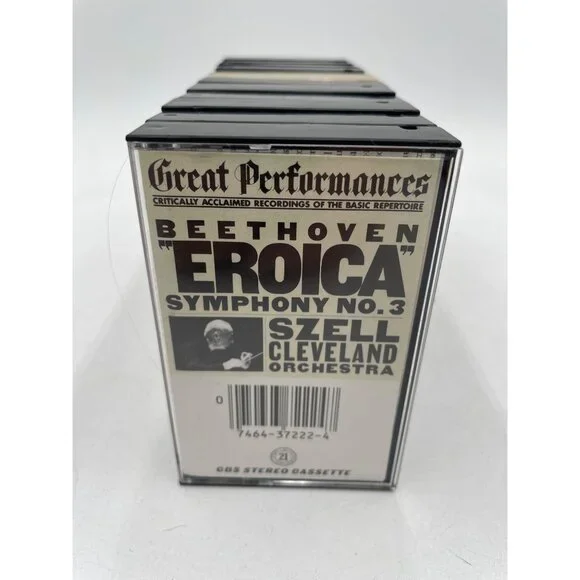 Great Performances
CRITICALLY ACCLAIMED RECORDINGS OF THE BASIC REPERTOIRE
BEETHOVEN
"EROICA"
SYMPHONY NO. 3
SZELL
CLEVELAND
ORCHESTRA
0
7464-37222-4
21
CBS STEREO CASSETTE